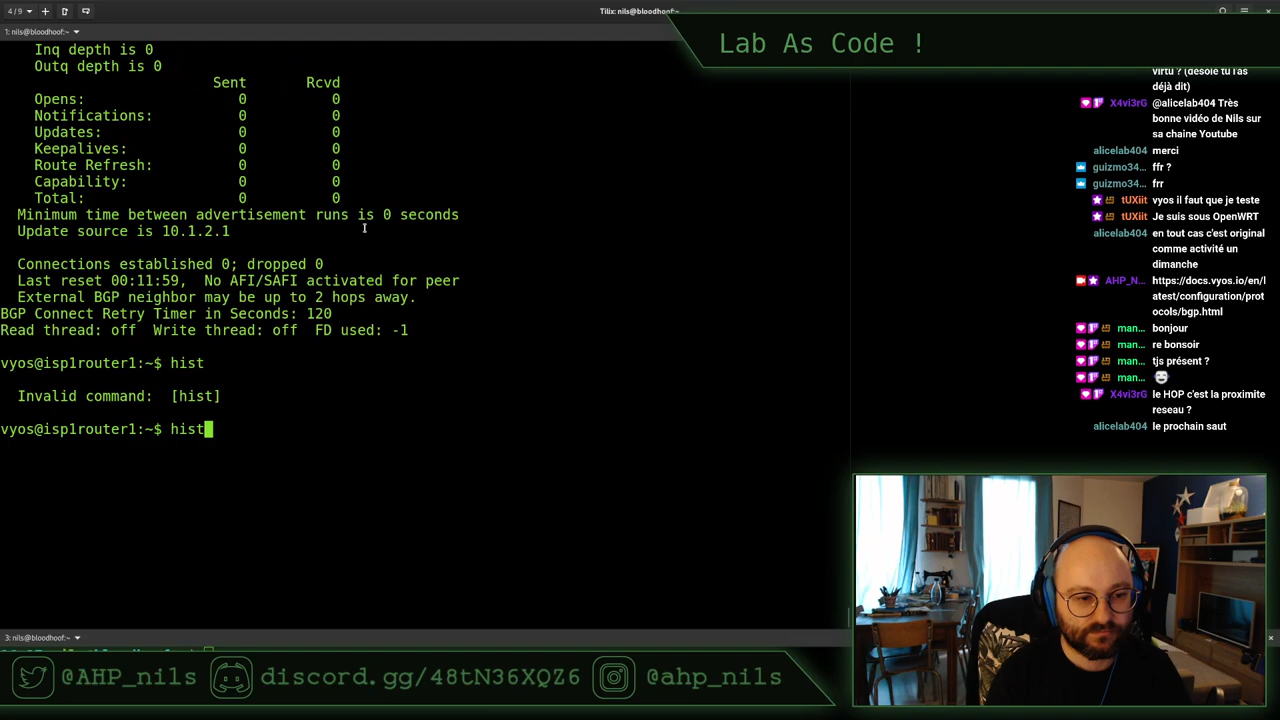 4 / 9
Tilix: nils@bloodhoof:~
1: nils@bloodhoof:~
Lab As Code !
Inq depth is 0
Outq depth is 0
Sent Rcvd
Opens: 0 0
Notifications: 0 0
Updates: 0 0
Keepalives: 0 0
Route Refresh: 0 0
Capability: 0 0
Total: 0 0
Minimum time between advertisement runs is 0 seconds
Update source is 10.1.2.1
Connections established 0; dropped 0
Last reset 00:11:59, No AFI/SAFI activated for peer
External BGP neighbor may be up to 2 hops away.
BGP Connect Retry Timer in Seconds: 120
Read thread: off Write thread: off FD used: -1
vyos@isp1router1:~$ hist
Invalid command: [hist]
vyos@isp1router1:~$ hist
virtu ? (désolé tu l'as
déjà dit)
X4vi3rG @alicelab404 Très
bonne vidéo de Nils sur
sa chaine Youtube
alicelab404 merci
guizmo34... ffr ?
guizmo34... frr
tUXiit vyos il faut que je teste
tUXiit Je suis sous OpenWRT
alicelab404 en tout cas c'est original
comme activité un
dimanche
AHP_N... https://docs.vyos.io/en/l
atest/configuration/prot
ocols/bgp.html
man... bonjour
man... re bonsoir
man... tjs présent ?
man...
X4vi3rG le HOP c'est la proximite
reseau ?
alicelab404 le prochain saut
3: nils@bloodhoof:~
@AHP_nils discord.gg/48tN36XQZ6 @ahp_nils